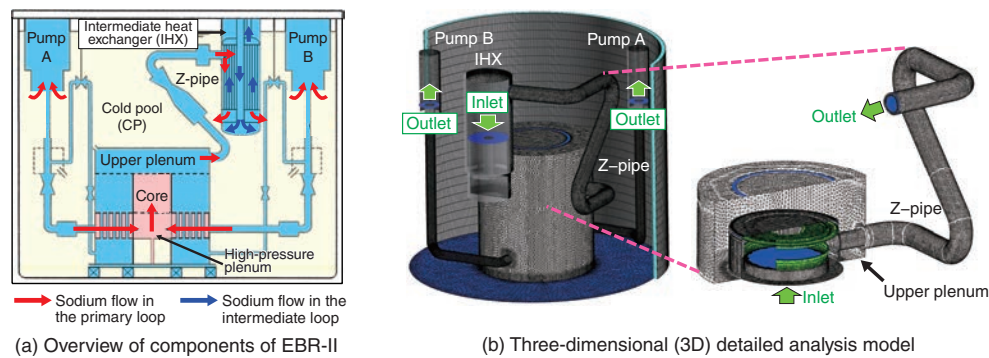 Pump
A
Intermediate heat
exchanger (IHX)
Pump
B
Z-pipe
Cold pool
(CP)
Upper plenum
Core
High-pressure
plenum
Sodium flow in
the primary loop
Sodium flow in the
intermediate loop
(a) Overview of components of EBR-II
Pump B
IHX
Pump A
Inlet
Outlet
Outlet
Z−pipe
Outlet
Z−pipe
Upper plenum
Inlet
(b) Three-dimensional (3D) detailed analysis model